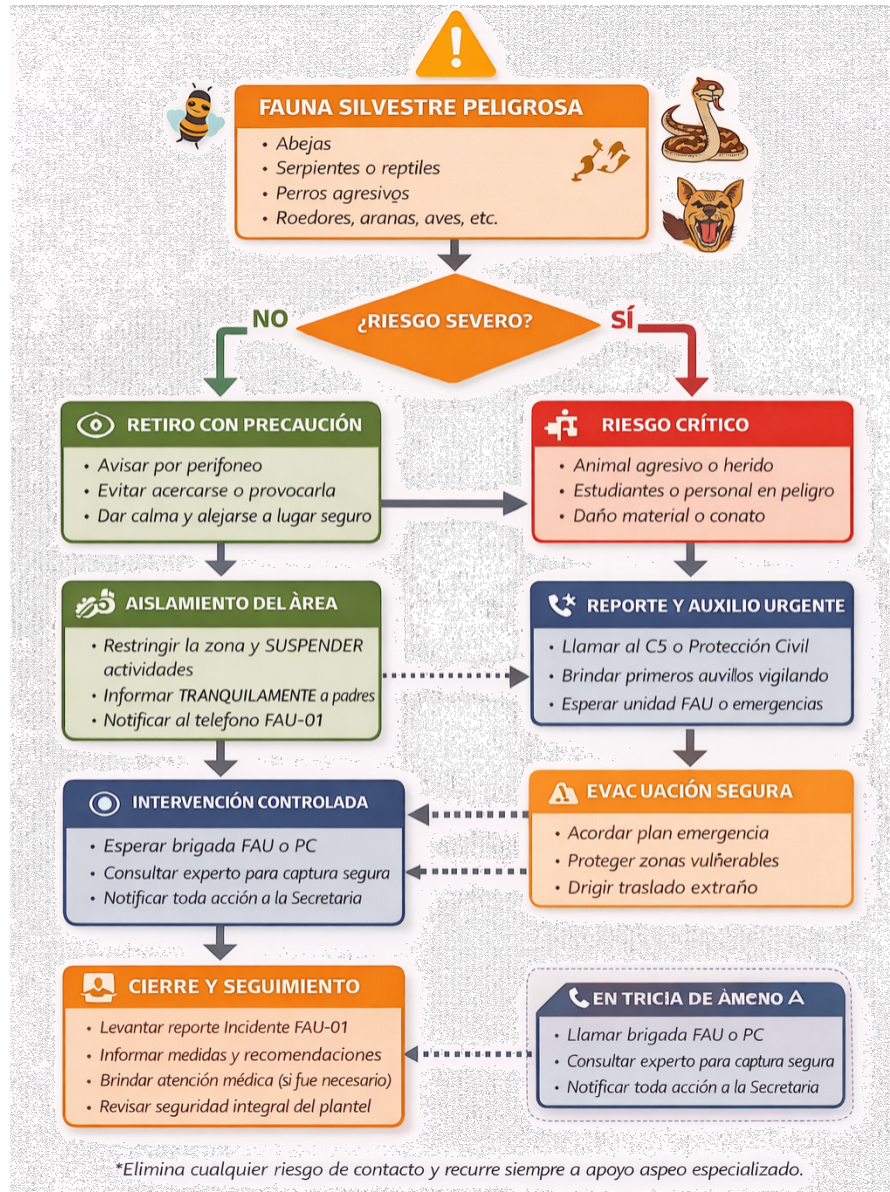 FAUNA SILVESTRE PELIGROSA
• Abejas
• Serpientes o reptiles
• Perros agresivos
• Roedores, aranas, aves, etc.
¿RIESGO SEVERO?
NO
SÍ
RETIRO CON PRECAUCIÓN
• Avisar por perifoneo
• Evitar acercarse o provocarla
• Dar calma y alejarse a lugar seguro
RIESGO CRÍTICO
• Animal agresivo o herido
• Estudiantes o personal en peligro
• Daño material o conato
AISLAMIENTO DEL ÀREA
• Restringir la zona y SUSPENDER
actividades
• Informar TRANQUILAMENTE a padres
• Notificar al telefono FAU-01
REPORTE Y AUXILIO URGENTE
• Llamar al C5 o Protección Civil
• Brindar primeros auvillos vigilando
• Esperar unidad FAU o emergencias
INTERVENCIÓN CONTROLADA
• Esperar brigada FAU o PC
• Consultar experto para captura segura
• Notificar toda acción a la Secretaria
EVACUACIÓN SEGURA
• Acordar plan emergencia
• Proteger zonas vulñerables
• Drigir traslado extraño
CIERRE Y SEGUIMIENTO
• Levantar reporte Incidente FAU-01
• Informar medidas y recomendaciones
• Brindar atención médica (si fue necesario)
• Revisar seguridad integral del plantel
EN TRICIA DE ÀMENO A
• Llamar brigada FAU o PC
• Consultar experto para captura segura
• Notificar toda acción a la Secretaria
*Elimina cualquier riesgo de contacto y recurre siempre a apoyo aspeo especializado.